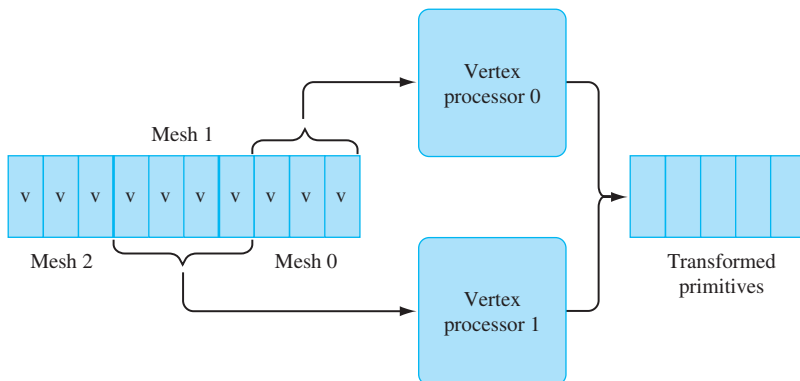 Vertex
processor 0
Mesh 1
v v v v v v v v v v
Mesh 2
Mesh 0
Transformed
primitives
Vertex
processor 1